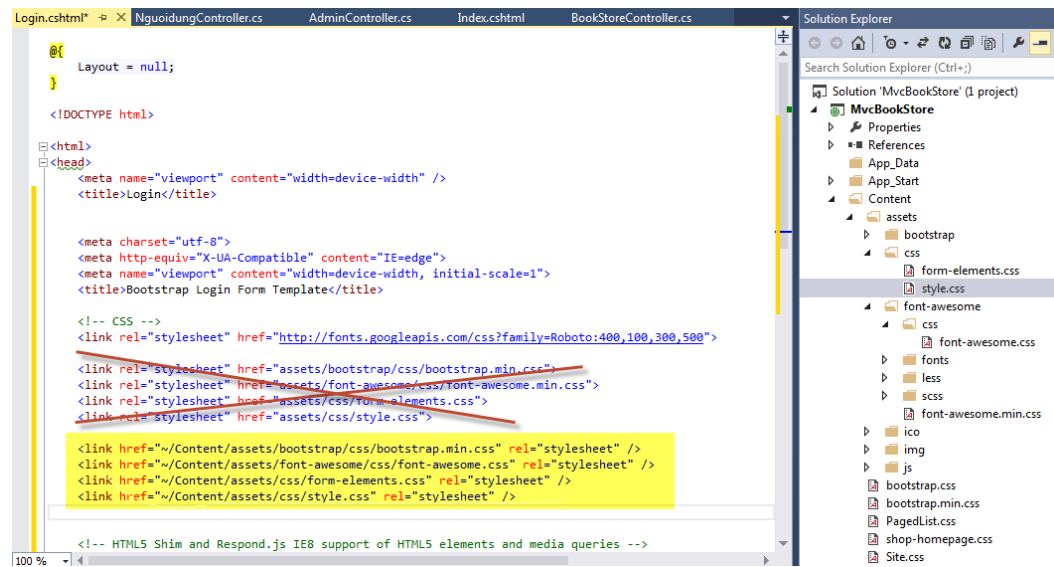 Login.cshtml* NguoidungController.cs AdminController.cs Index.cshtml BookStoreController.cs
@{
Layout = null;
}
<!DOCTYPE html>
<html>
<head>
<meta name="viewport" content="width=device-width" />
<title>Login</title>
<meta charset="utf-8">
<meta http-equiv="X-UA-Compatible" content="IE=edge">
<meta name="viewport" content="width=device-width, initial-scale=1">
<title>Bootstrap Login Form Template</title>
<!-- CSS -->
<link rel="stylesheet" href="http://fonts.googleapis.com/css?family=Roboto:400,100,300,500">
<link rel="stylesheet" href="assets/bootstrap/css/bootstrap.min.css">
<link rel="stylesheet" href="assets/font-awesome/css/font-awesome.min.css">
<link rel="stylesheet" href="assets/css/form-elements.css">
<link rel="stylesheet" href="assets/css/style.css">
<link href="~/Content/assets/bootstrap/css/bootstrap.min.css" rel="stylesheet" />
<link href="~/Content/assets/font-awesome/css/font-awesome.css" rel="stylesheet" />
<link href="~/Content/assets/css/form-elements.css" rel="stylesheet" />
<link href="~/Content/assets/css/style.css" rel="stylesheet" />
<!-- HTML5 Shim and Respond.js IE8 support of HTML5 elements and media queries -->
100 %
Solution Explorer
Search Solution Explorer (Ctrl+;)
Solution 'MvcBookStore' (1 project)
MvcBookStore
Properties
References
App_Data
App_Start
Content
assets
bootstrap
css
form-elements.css
style.css
font-awesome
css
font-awesome.css
fonts
less
scss
font-awesome.min.css
ico
img
js
bootstrap.css
bootstrap.min.css
PagedList.css
shop-homepage.css
Site.css